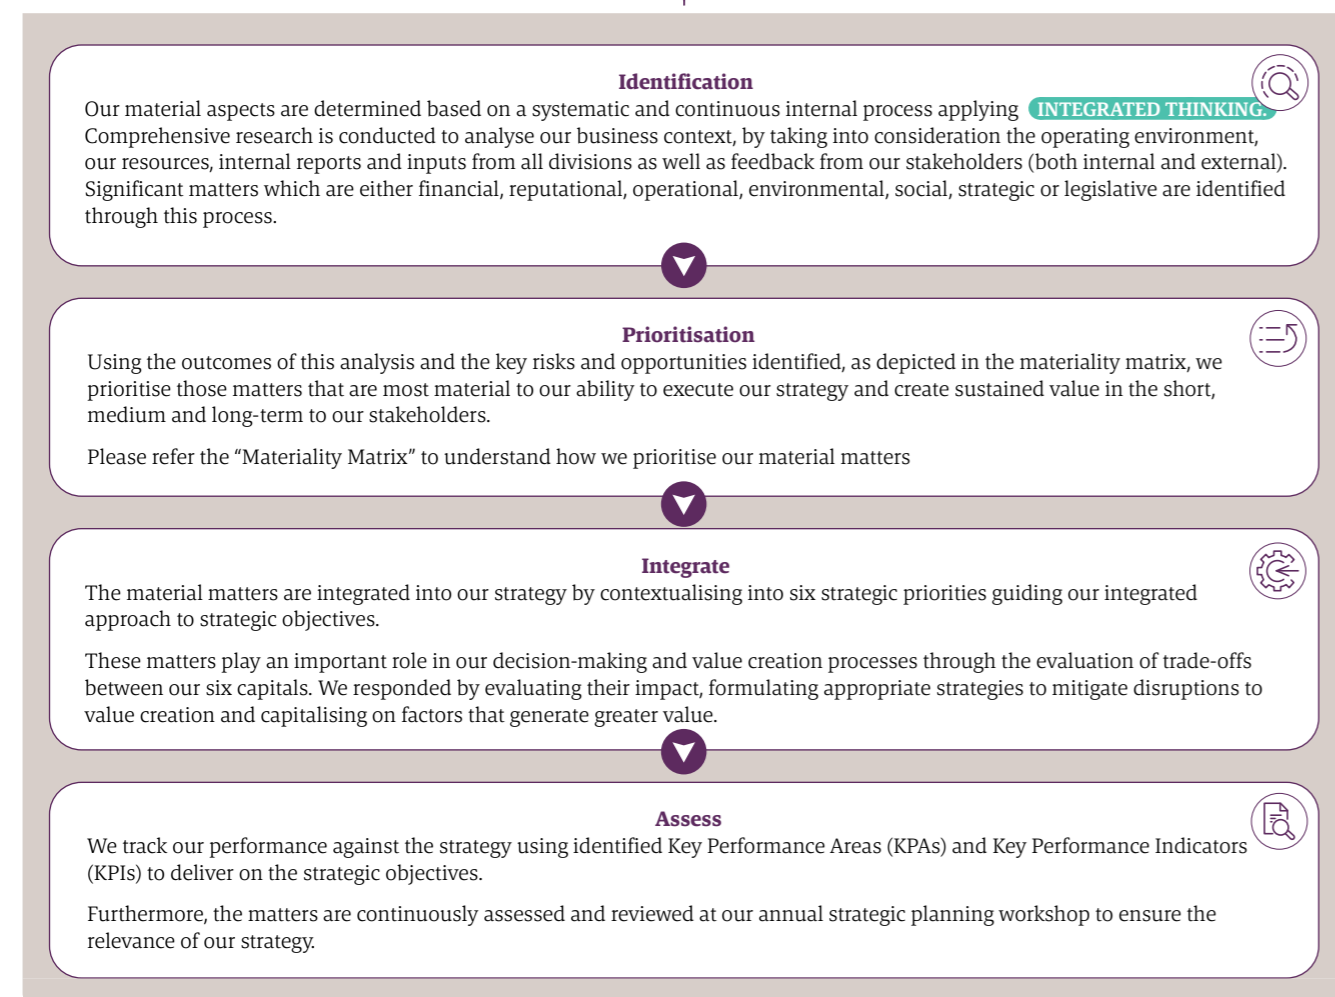 Identification
Our material aspects are determined based on a systematic and continuous internal process applying INTEGRATED THINKING.
Comprehensive research is conducted to analyse our business context, by taking into consideration the operating environment,
our resources, internal reports and inputs from all divisions as well as feedback from our stakeholders (both internal and external).
Significant matters which are either financial, reputational, operational, environmental, social, strategic or legislative are identified
through this process.
Prioritisation
Using the outcomes of this analysis and the key risks and opportunities identified, as depicted in the materiality matrix, we
prioritise those matters that are most material to our ability to execute our strategy and create sustained value in the short,
medium and long-term to our stakeholders.
Please refer the “Materiality Matrix” to understand how we prioritise our material matters
Integrate
The material matters are integrated into our strategy by contextualising into six strategic priorities guiding our integrated
approach to strategic objectives.
These matters play an important role in our decision-making and value creation processes through the evaluation of trade-offs
between our six capitals. We responded by evaluating their impact, formulating appropriate strategies to mitigate disruptions to
value creation and capitalising on factors that generate greater value.
Assess
We track our performance against the strategy using identified Key Performance Areas (KPAs) and Key Performance Indicators
(KPIs) to deliver on the strategic objectives.
Furthermore, the matters are continuously assessed and reviewed at our annual strategic planning workshop to ensure the
relevance of our strategy.